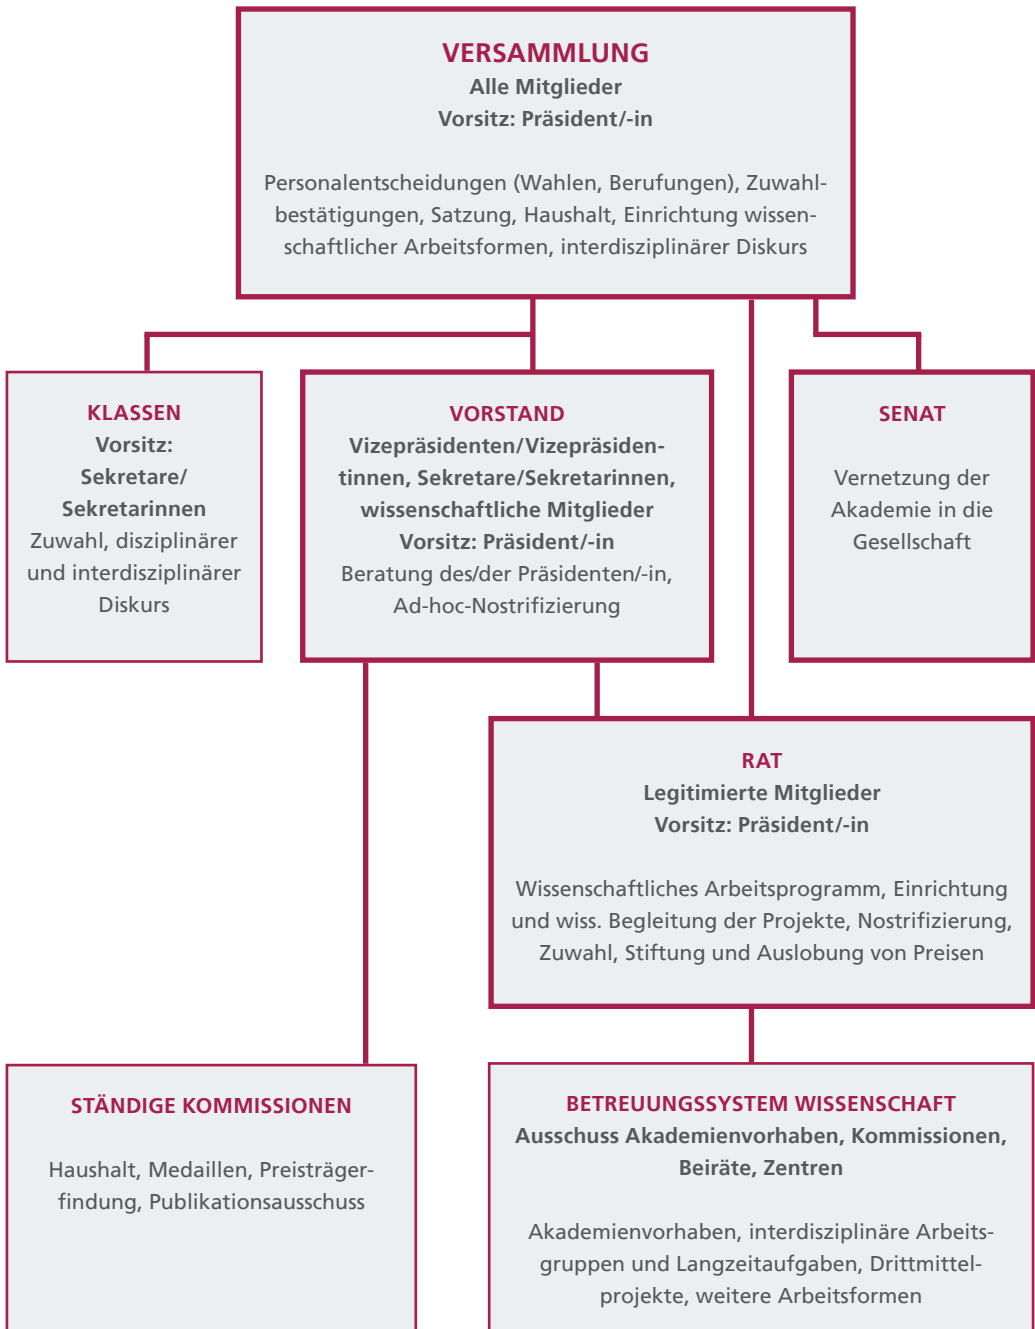 VERSAMMLUNG
Alle Mitglieder
Vorsitz: Präsident/-in
Personalentscheidungen (Wahlen, Berufungen), Zuwahl-
bestätigungen, Satzung, Haushalt, Einrichtung wissen-
schaftlicher Arbeitsformen, interdisziplinärer Diskurs
KLASSEN
Vorsitz:
Sekretare/
Sekretarinnen
Zuwahl, disziplinärer
und interdisziplinärer
Diskurs
VORSTAND
Vizepräsidenten/Vizepräsiden-
tinnen, Sekretare/Sekretarinnen,
wissenschaftliche Mitglieder
Vorsitz: Präsident/-in
Beratung des/der Präsidenten/-in,
Ad-hoc-Nostrifizierung
SENAT
Vernetzung der
Akademie in die
Gesellschaft
RAT
Legitimierte Mitglieder
Vorsitz: Präsident/-in
Wissenschaftliches Arbeitsprogramm, Einrichtung
und wiss. Begleitung der Projekte, Nostrifizierung,
Zuwahl, Stiftung und Auslobung von Preisen
STÄNDIGE KOMMISSIONEN
Haushalt, Medaillen, Preisträger-
findung, Publikationsausschuss
BETREUUNGSSYSTEM WISSENSCHAFT
Ausschuss Akademienvorhaben, Kommissionen,
Beiräte, Zentren
Akademienvorhaben, interdisziplinäre Arbeits-
gruppen und Langzeitaufgaben, Drittmittel-
projekte, weitere Arbeitsformen